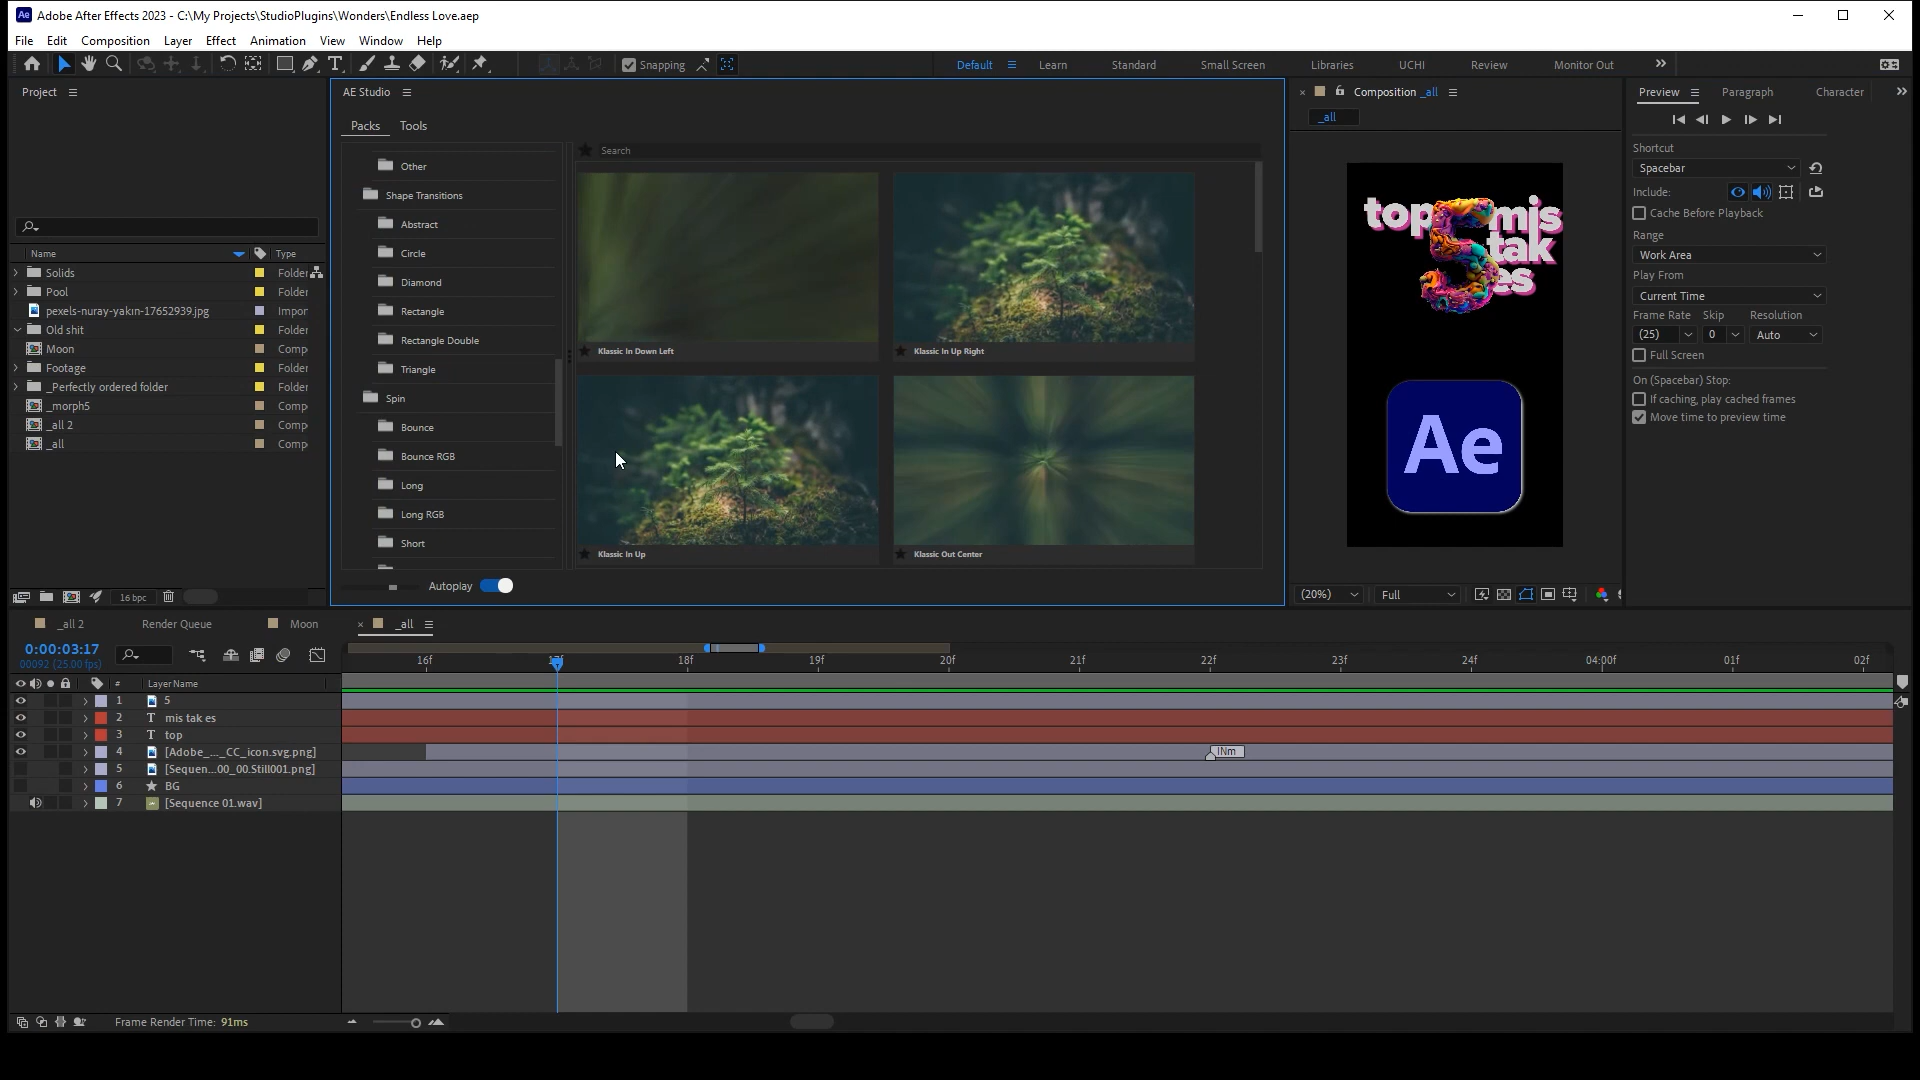 Ae Adobe After Effects 2023 - C:\My Projects\StudioPlugins\Wonders\Endless Love.aep
File Edit Composition Layer Effect Animation View Window Help
Snapping
Default Learn Standard Small Screen Libraries UCHI Review Monitor Out
Project
Name Type
Solids Folder
Pool Folder
pexels-nuray-yakın-17652939.jpg Impor
Old shit Folder
Moon Comp
Footage Folder
_Perfectly ordered folder Folder
_morph5 Comp
_all 2 Comp
_all Comp
16 bpc
AE Studio
Packs Tools
Other
Shape Transitions
Abstract
Circle
Diamond
Rectangle
Rectangle Double
Triangle
Spin
Bounce
Bounce RGB
Long
Long RGB
Short
Search
Klassic In Down Left
Klassic In Up Right
Klassic In Up
Klassic Out Center
Autoplay
Composition _all
_all
top 5 mis
tak
es
Ae
(20%) Full
Preview Paragraph Character
Shortcut
Spacebar
Include:
Cache Before Playback
Range
Work Area
Play From
Current Time
Frame Rate Skip Resolution
(25) 0 Auto
Full Screen
On (Spacebar) Stop:
If caching, play cached frames
Move time to preview time
_all 2 Render Queue Moon _all
0:00:03:17
00092 (25.00 fps)
16f 17f 18f 19f 20f 21f 22f 23f 24f 04:00f 01f 02f
# Layer Name
1 5
2 T mis tak es
3 T top
4 [Adobe_..._CC_icon.svg.png]
INm
5 [Sequen...00_00.Still001.png]
6 BG
7 [Sequence 01.wav]
Frame Render Time: 91ms